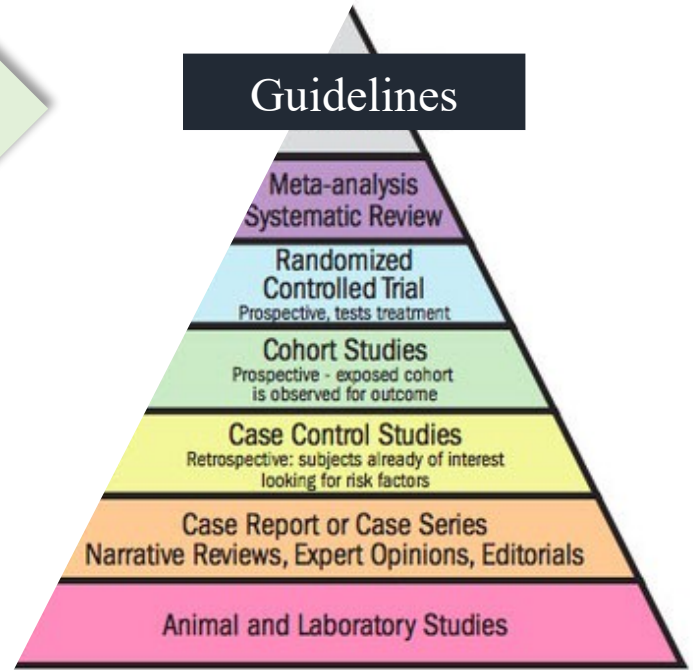 Guidelines
Meta-analysis
Systematic Review
Randomized
Controlled Trial
Prospective, tests treatment
Cohort Studies
Prospective - exposed cohort
is observed for outcome
Case Control Studies
Retrospective: subjects already of interest
looking for risk factors
Case Report or Case Series
Narrative Reviews, Expert Opinions, Editorials
Animal and Laboratory Studies